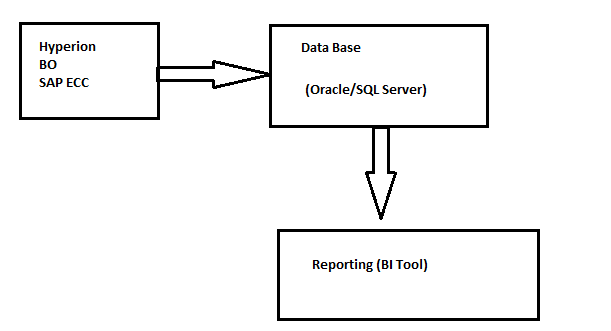 Hyperion
BO
SAP ECC
Data Base
(Oracle/SQL Server)
Reporting (BI Tool)